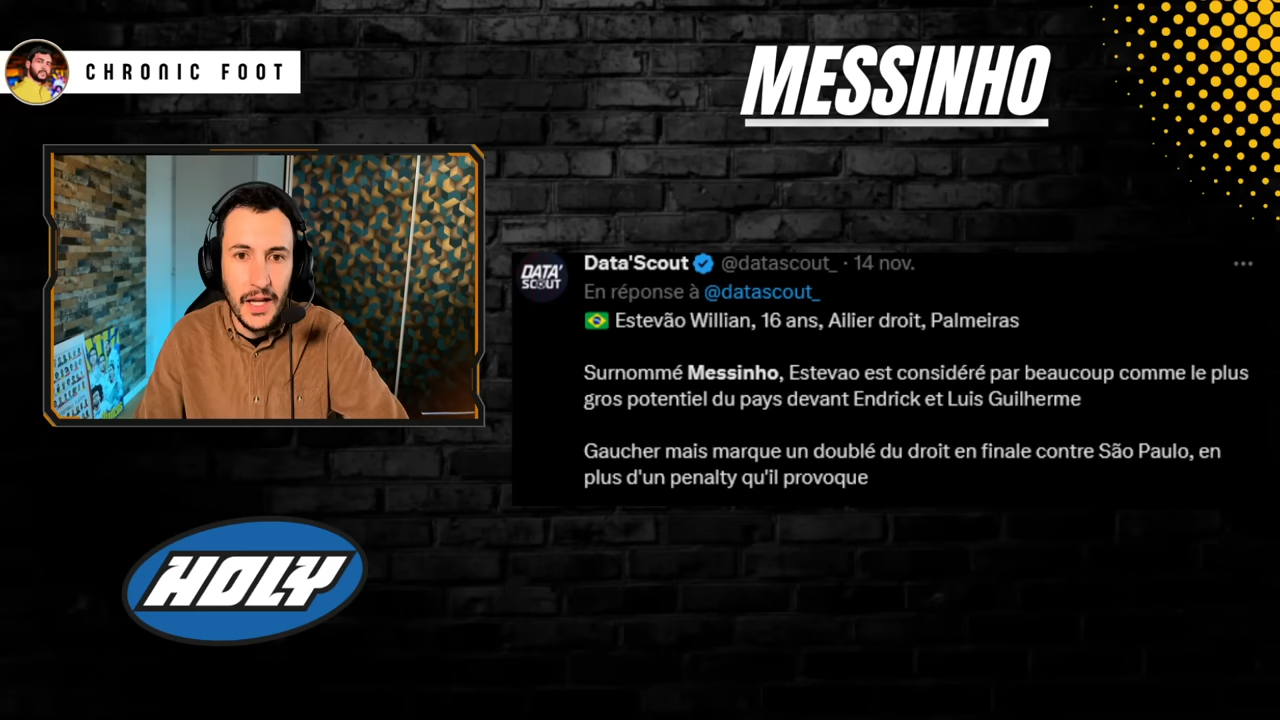 CHRONIC FOOT
MESSINHO
DATA'
SCOUT
Data'Scout @datascout_ · 14 nov.
En réponse à @datascout_
Estevão Willian, 16 ans, Ailier droit, Palmeiras
Surnommé Messinho, Estevao est considéré par beaucoup comme le plus
gros potentiel du pays devant Endrick et Luis Guilherme
Gaucher mais marque un doublé du droit en finale contre São Paulo, en
plus d'un penalty qu'il provoque
HOLY